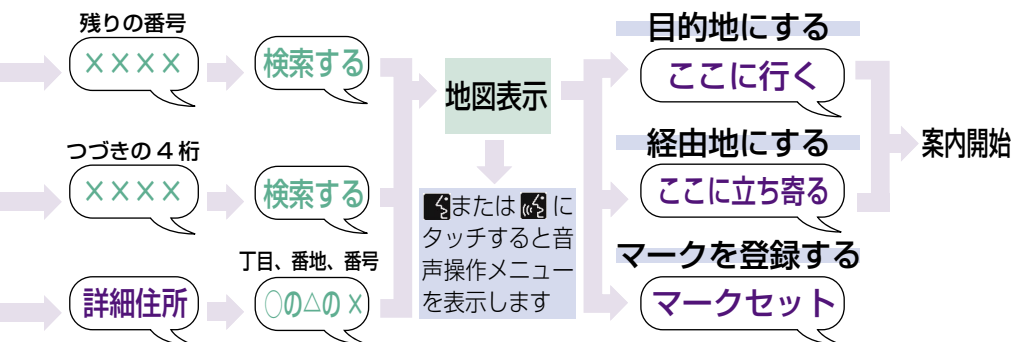 残りの番号
××××
検索する
つづきの4桁
××××
検索する
詳細住所
丁目、番地、番号
○の△の×
地図表示
または に
タッチすると音
声操作メニュー
を表示します
目的地にする
ここに行く
経由地にする
ここに立ち寄る
マークを登録する
マークセット
案内開始